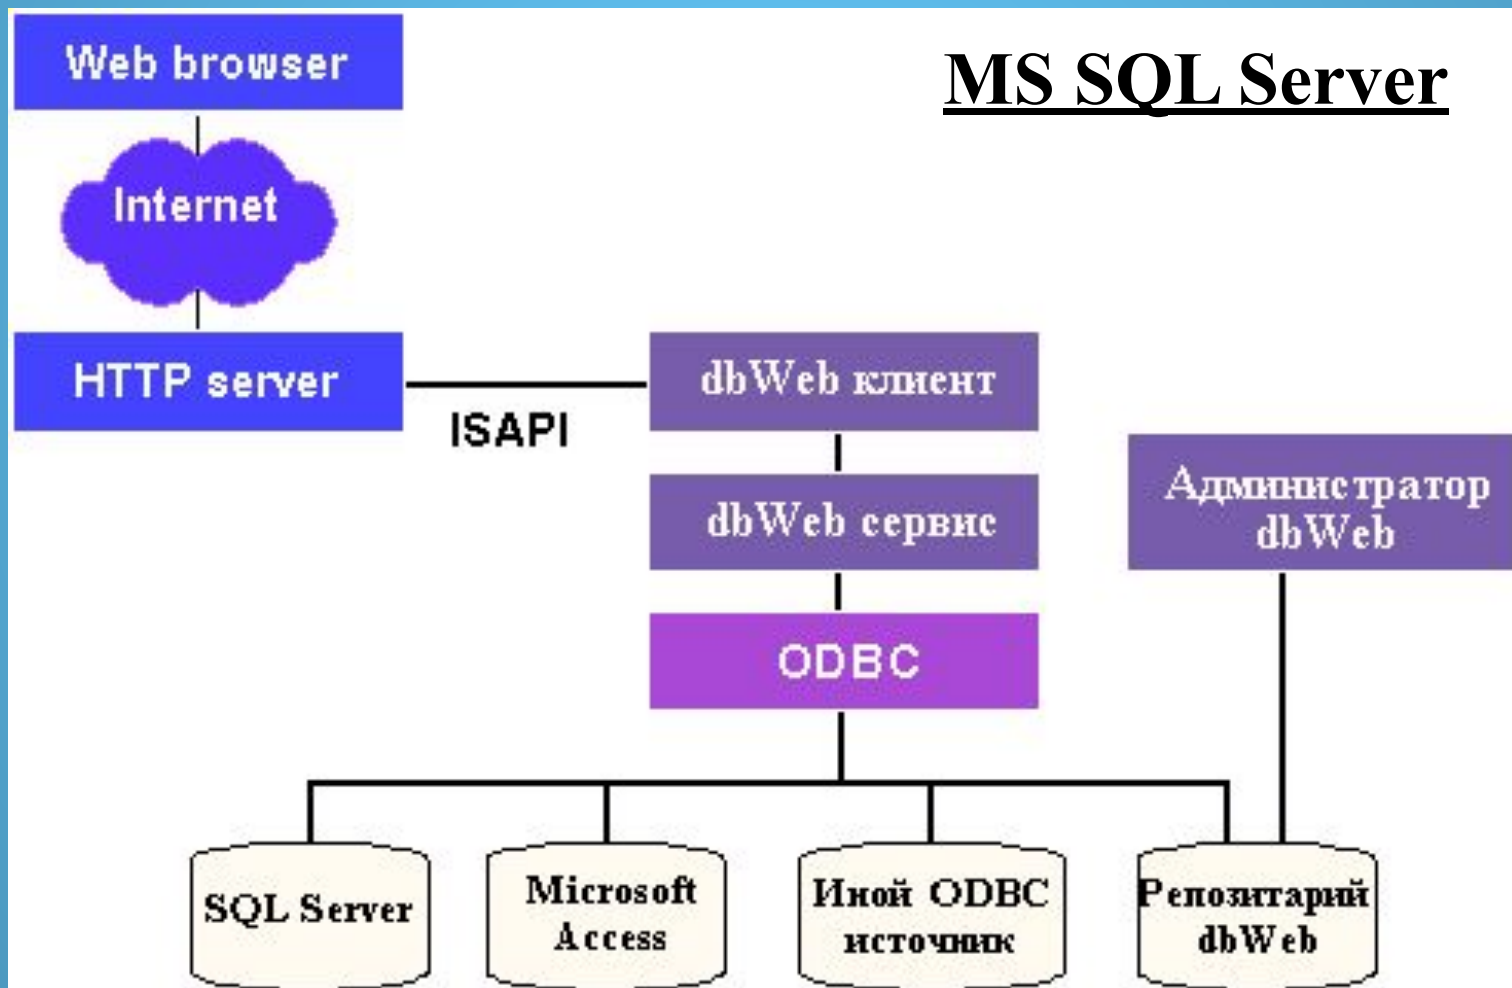 Web browser
MS SQL Server
Internet
HTTP server
ISAPI
dbWeb клиент
dbWeb сервис
Администратор
dbWeb
ODBC
SQL Server
Microsoft
Access
Иной ODBC
источник
Репозитарий
dbWeb